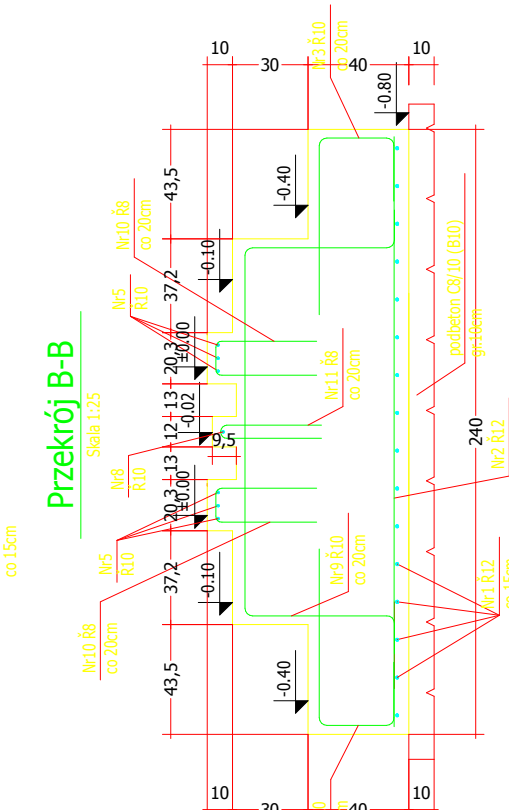 Przekrój B-B
Skala 1:25
co 15cm
10
30
40
10
Nr3 Ř10
co 20cm
-0.80
43,5
37,2
20,3
13
12
13
20,3
37,2
43,5
-0.40
-0.10
±0.00
-0.02
9,5
±0.00
-0.10
-0.40
Nr10 Ř8
co 20cm
Nr5
Ř10
Nr8
Ř10
Nr5
Ř10
Nr10 Ř8
co 20cm
Nr11 Ř8
co 20cm
Nr9 Ř10
co 20cm
podbeton C8/10 (B10)
gr.10cm
240
Nr2 Ř12
Nr1 Ř12
co 15cm
10
30
40
10